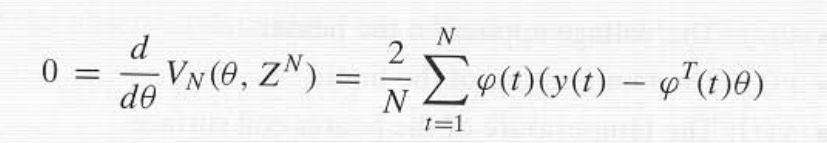 0 = d/dθ V_N(θ, Z^N) = 2/N ∑_{t=1}^{N} φ(t)(y(t) − φ^T(t)θ)